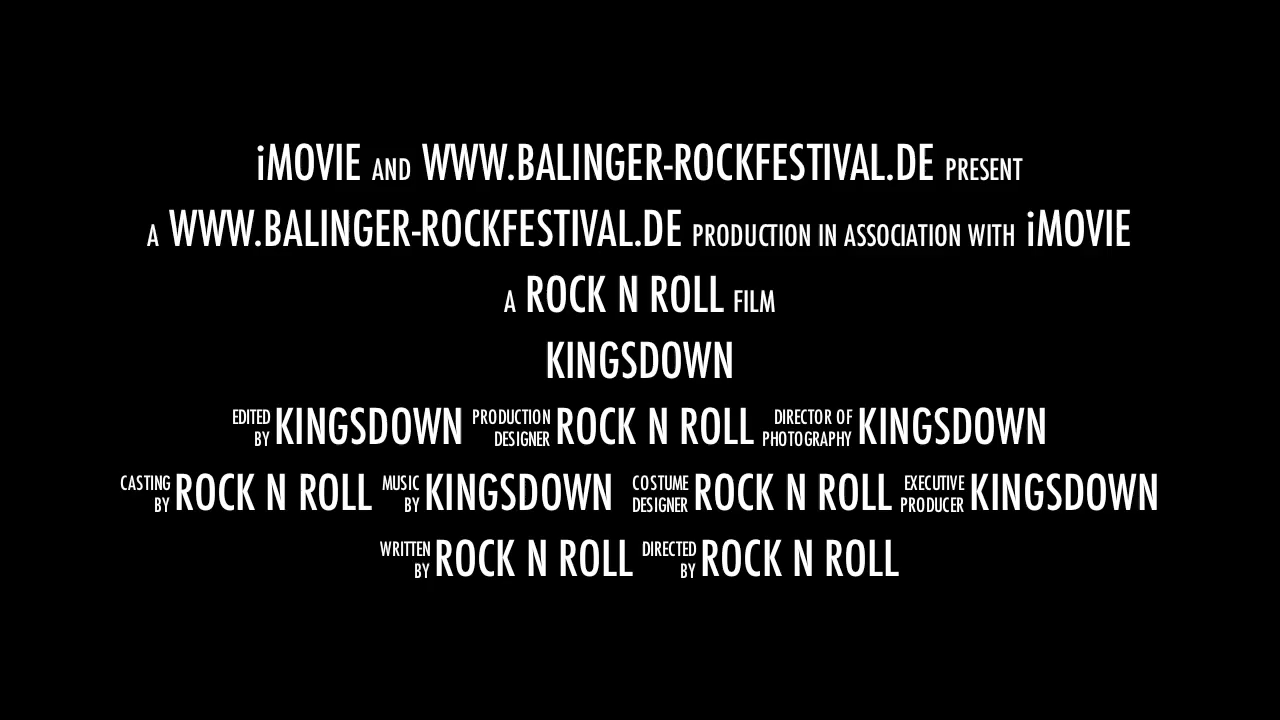 iMOVIE AND WWW.BALINGER-ROCKFESTIVAL.DE PRESENT
A WWW.BALINGER-ROCKFESTIVAL.DE PRODUCTION IN ASSOCIATION WITH iMOVIE
A ROCK N ROLL FILM
KINGSDOWN
EDITED BY KINGSDOWN PRODUCTION DESIGNER ROCK N ROLL DIRECTOR OF PHOTOGRAPHY KINGSDOWN
CASTING BY ROCK N ROLL MUSIC BY KINGSDOWN COSTUME DESIGNER ROCK N ROLL EXECUTIVE PRODUCER KINGSDOWN
WRITTEN BY ROCK N ROLL DIRECTED BY ROCK N ROLL